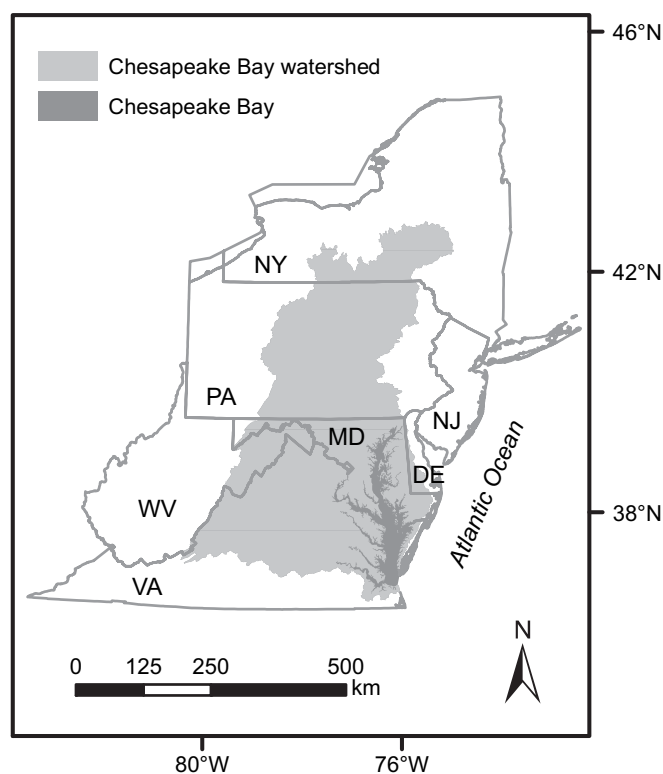 46°N
Chesapeake Bay watershed
Chesapeake Bay
NY
42°N
PA
NJ
MD
DE
Atlantic Ocean
WV
38°N
VA
N
0 125 250 500
km
80°W 76°W